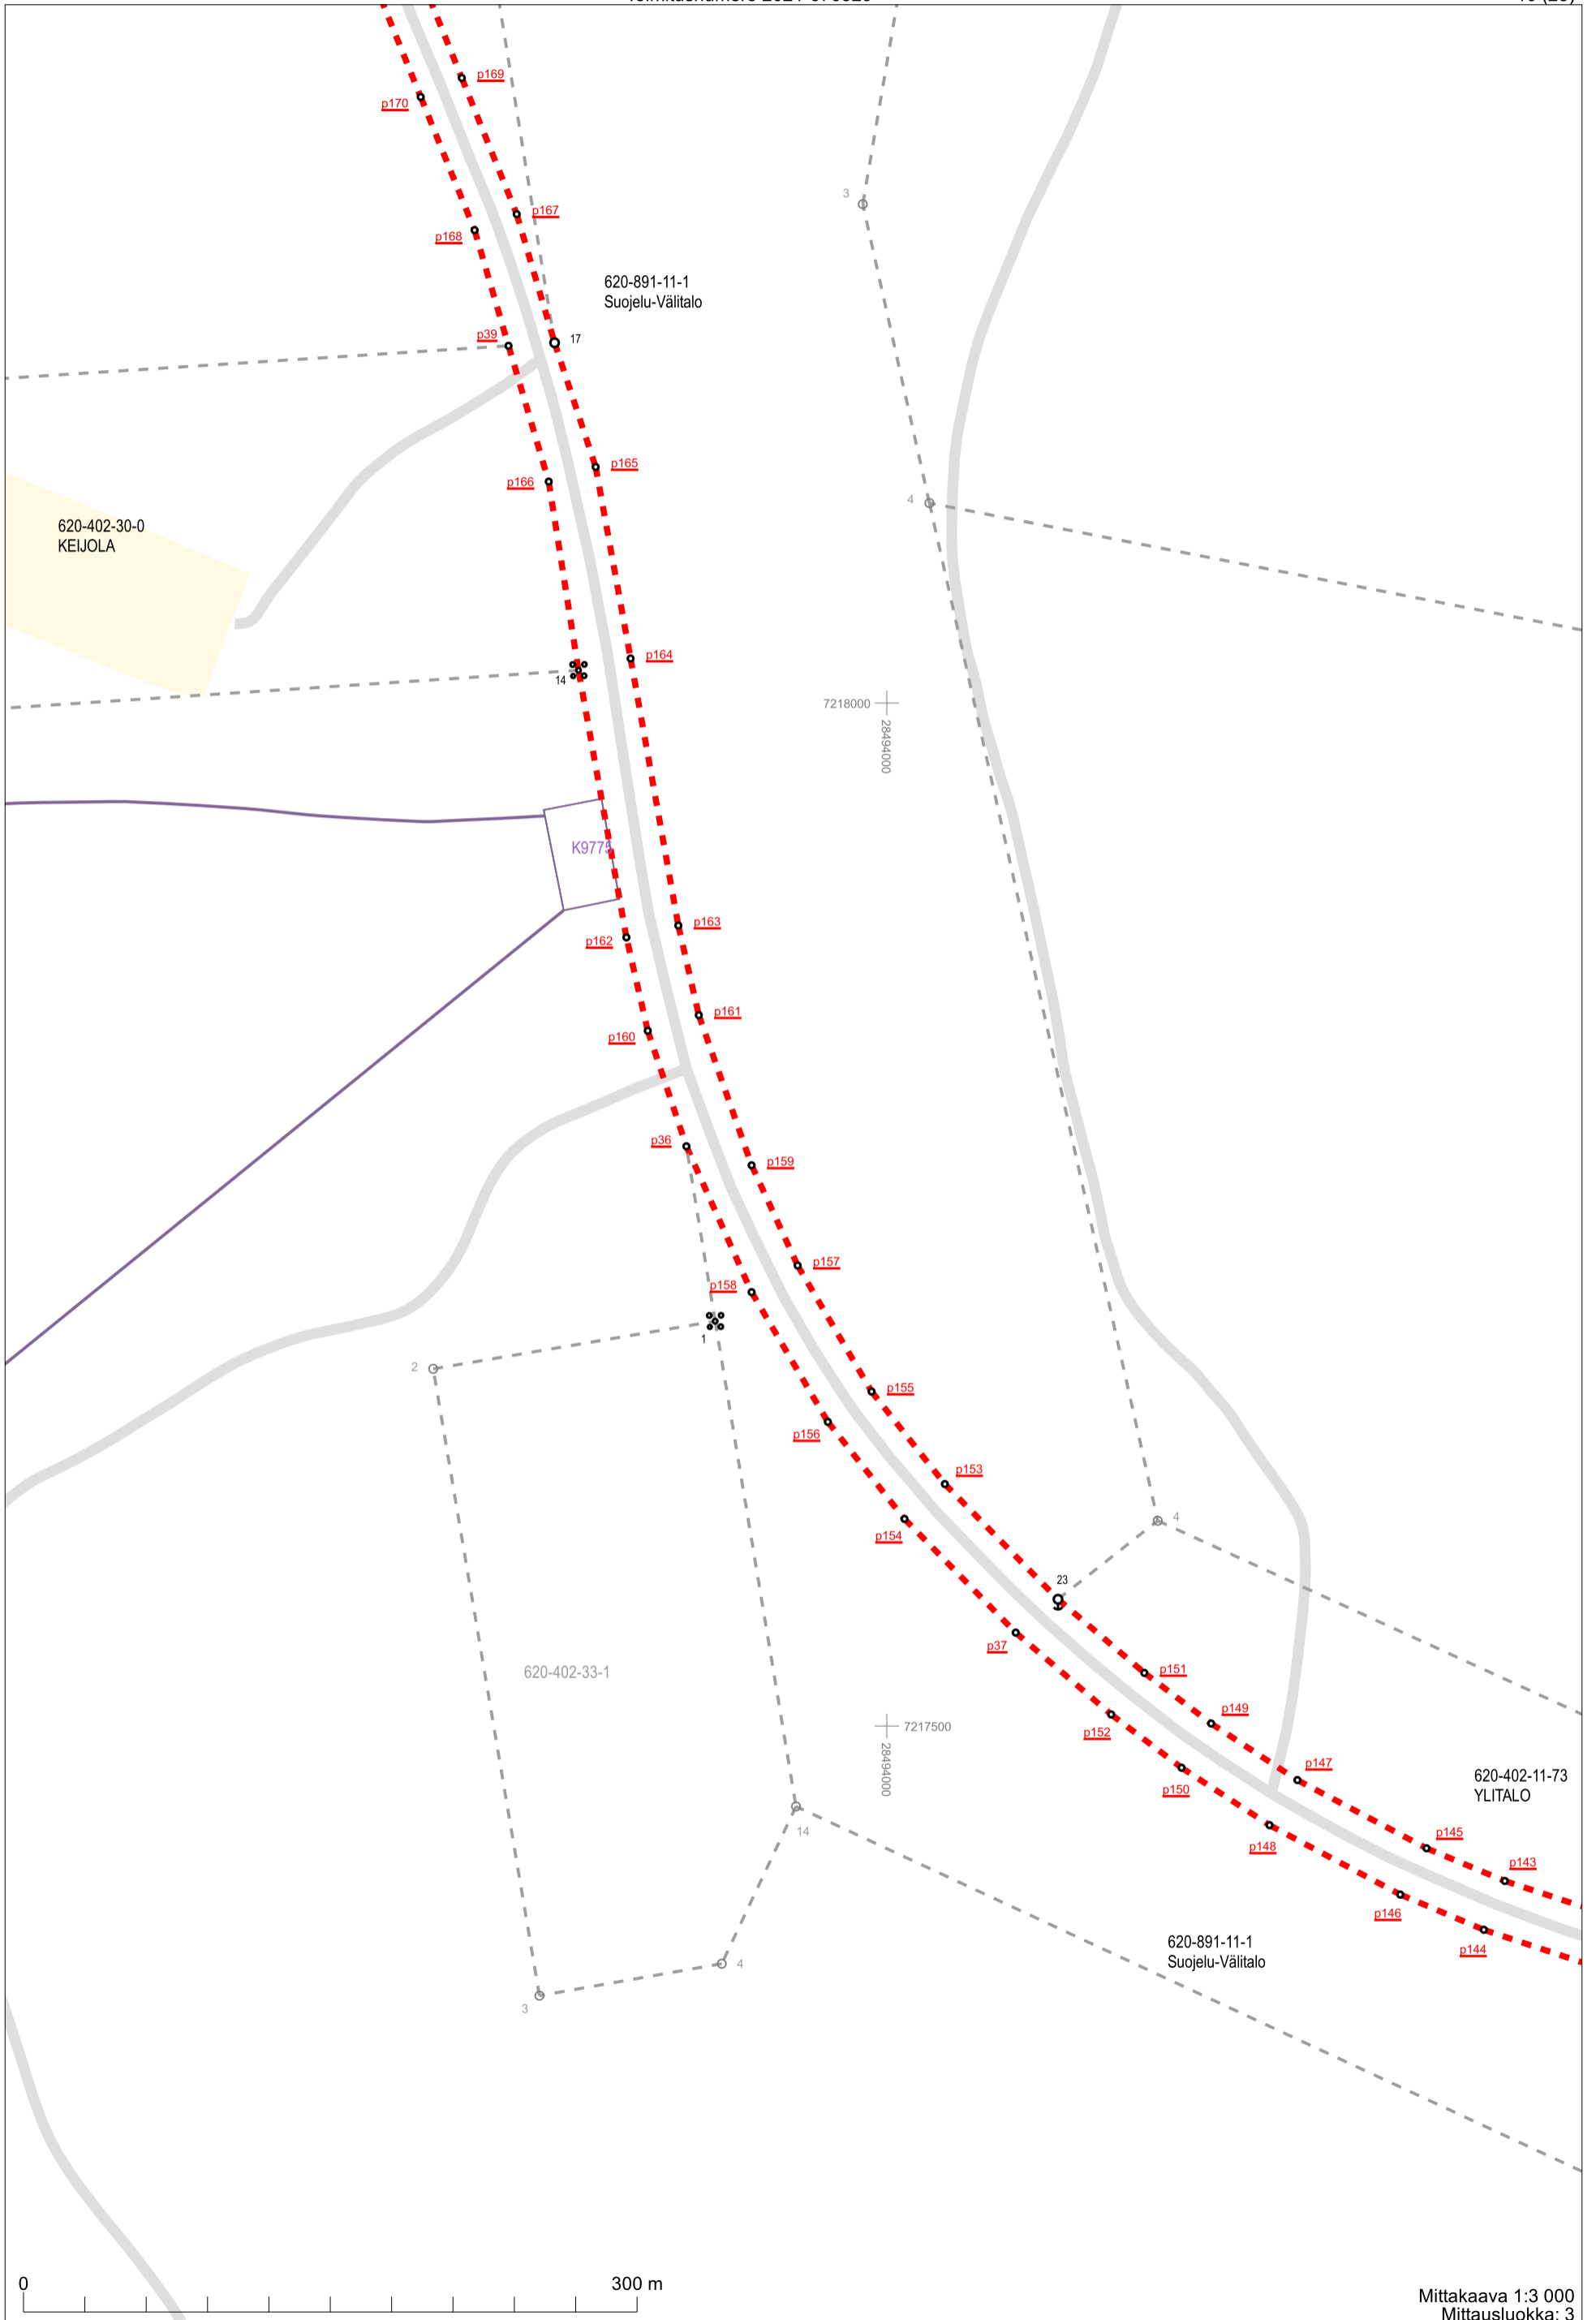 p169
p170
3
p167
p168
620-891-11-1
Suojelu-Välitalo
p39
17
p165
p166
4
620-402-30-0
KEIJOLA
p164
14
7218000
28494000
K9775
p163
p162
p161
p160
p36
p159
p157
p158
1
2
p155
p156
p153
4
p154
23
p37
620-402-33-1
p151
p149
7217500
p152
28494000
p147
620-402-11-73
YLITALO
p150
14
p145
p148
p143
p146
620-891-11-1
Suojelu-Välitalo
p144
4
3
0
300 m
Mittakaava 1:3 000
Mittausluokka: 3